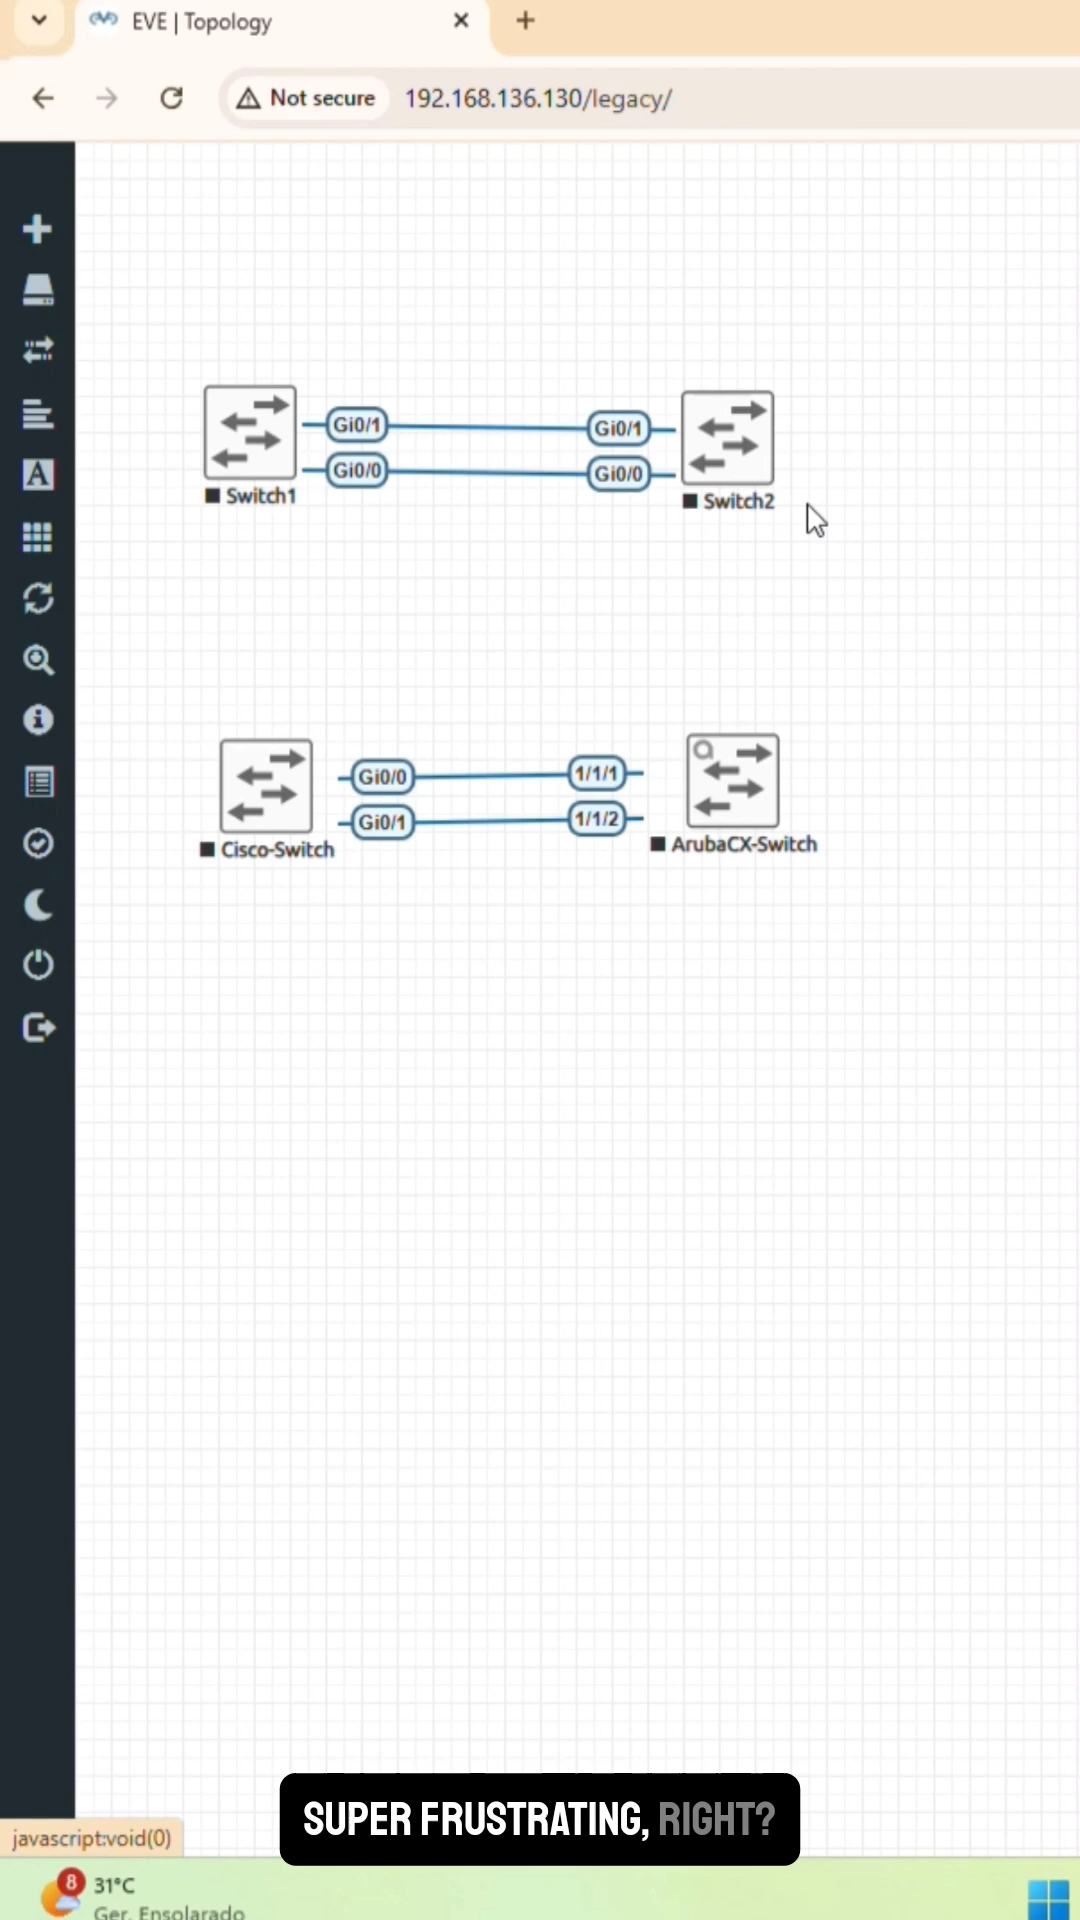 EVE | Topology
Not secure
192.168.136.130/legacy/
Gi0/1
Gi0/1
Gi0/0
Gi0/0
Switch1
Switch2
Gi0/0
1/1/1
Gi0/1
1/1/2
Cisco-Switch
ArubaCX-Switch
SUPER FRUSTRATING, RIGHT?
javascript:void(0)
8
31°C
Ger. Ensolarado